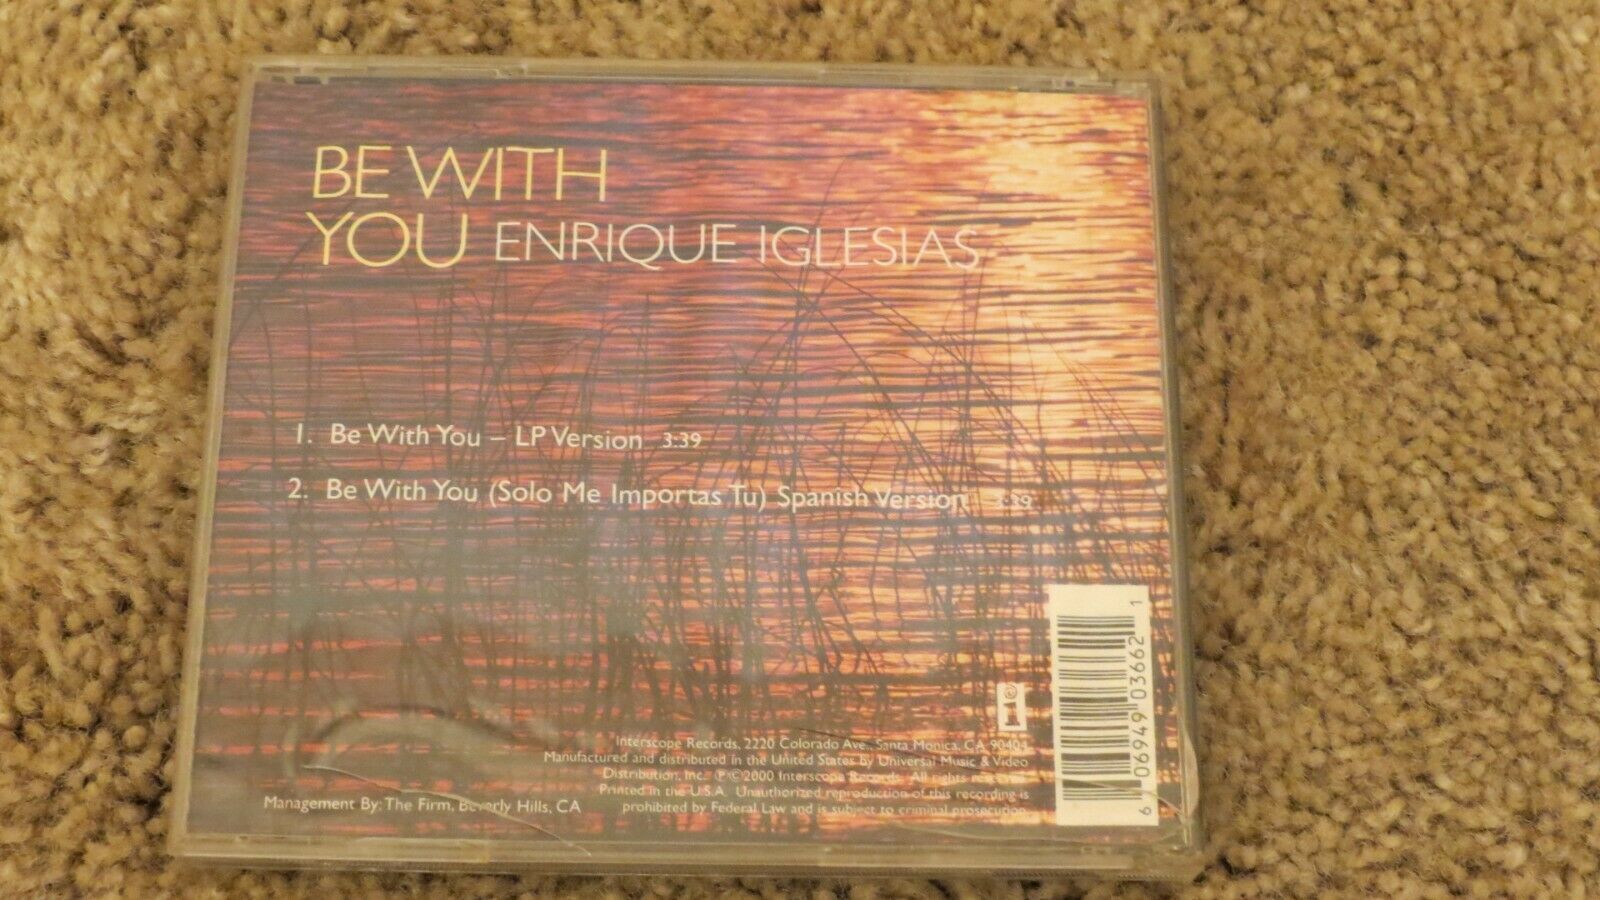 BE WITH
YOU ENRIQUE IGLESIAS
1. Be With You – LP Version 3:39
2. Be With You (Solo Me Importas Tu) Spanish Version 3:39
i®
Interscope Records, 2220 Colorado Ave., Santa Monica, CA 90404
Manufactured and distributed in the United States by Universal Music & Video
Distribution, Inc. ℗©2000 Interscope Records. All rights reserved.
Printed in the U.S.A. Unauthorized reproduction of this recording is
prohibited by Federal Law and is subject to criminal prosecution.
Management By: The Firm, Beverly Hills, CA
6 06949 03662 1